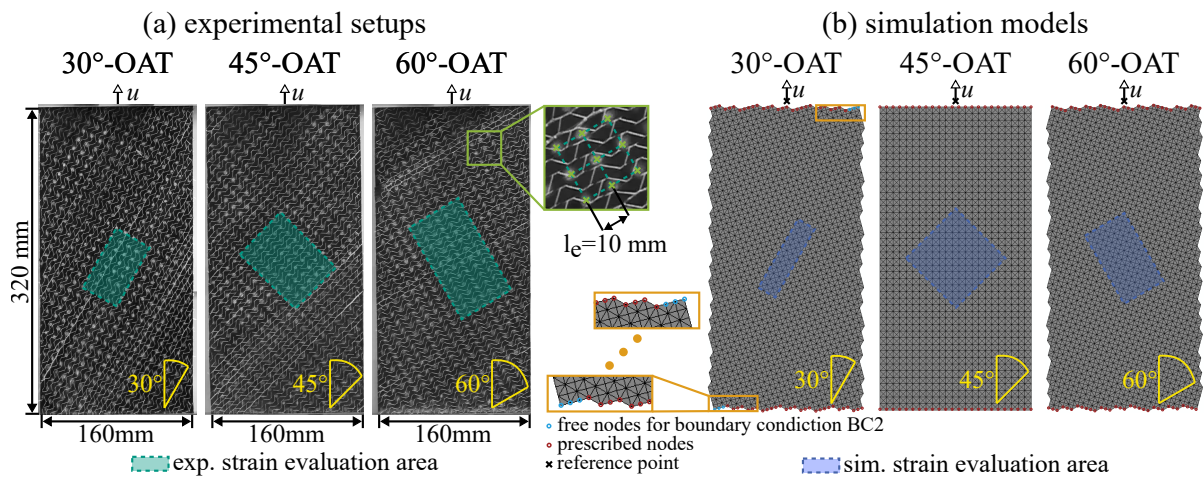 (a) experimental setups
30°-OAT 45°-OAT 60°-OAT
u u u
320 mm
l_e=10 mm
30° 45° 60°
160mm 160mm 160mm
exp. strain evaluation area
(b) simulation models
30°-OAT 45°-OAT 60°-OAT
u u u
30° 45° 60°
free nodes for boundary condiction BC2
prescribed nodes
reference point
sim. strain evaluation area